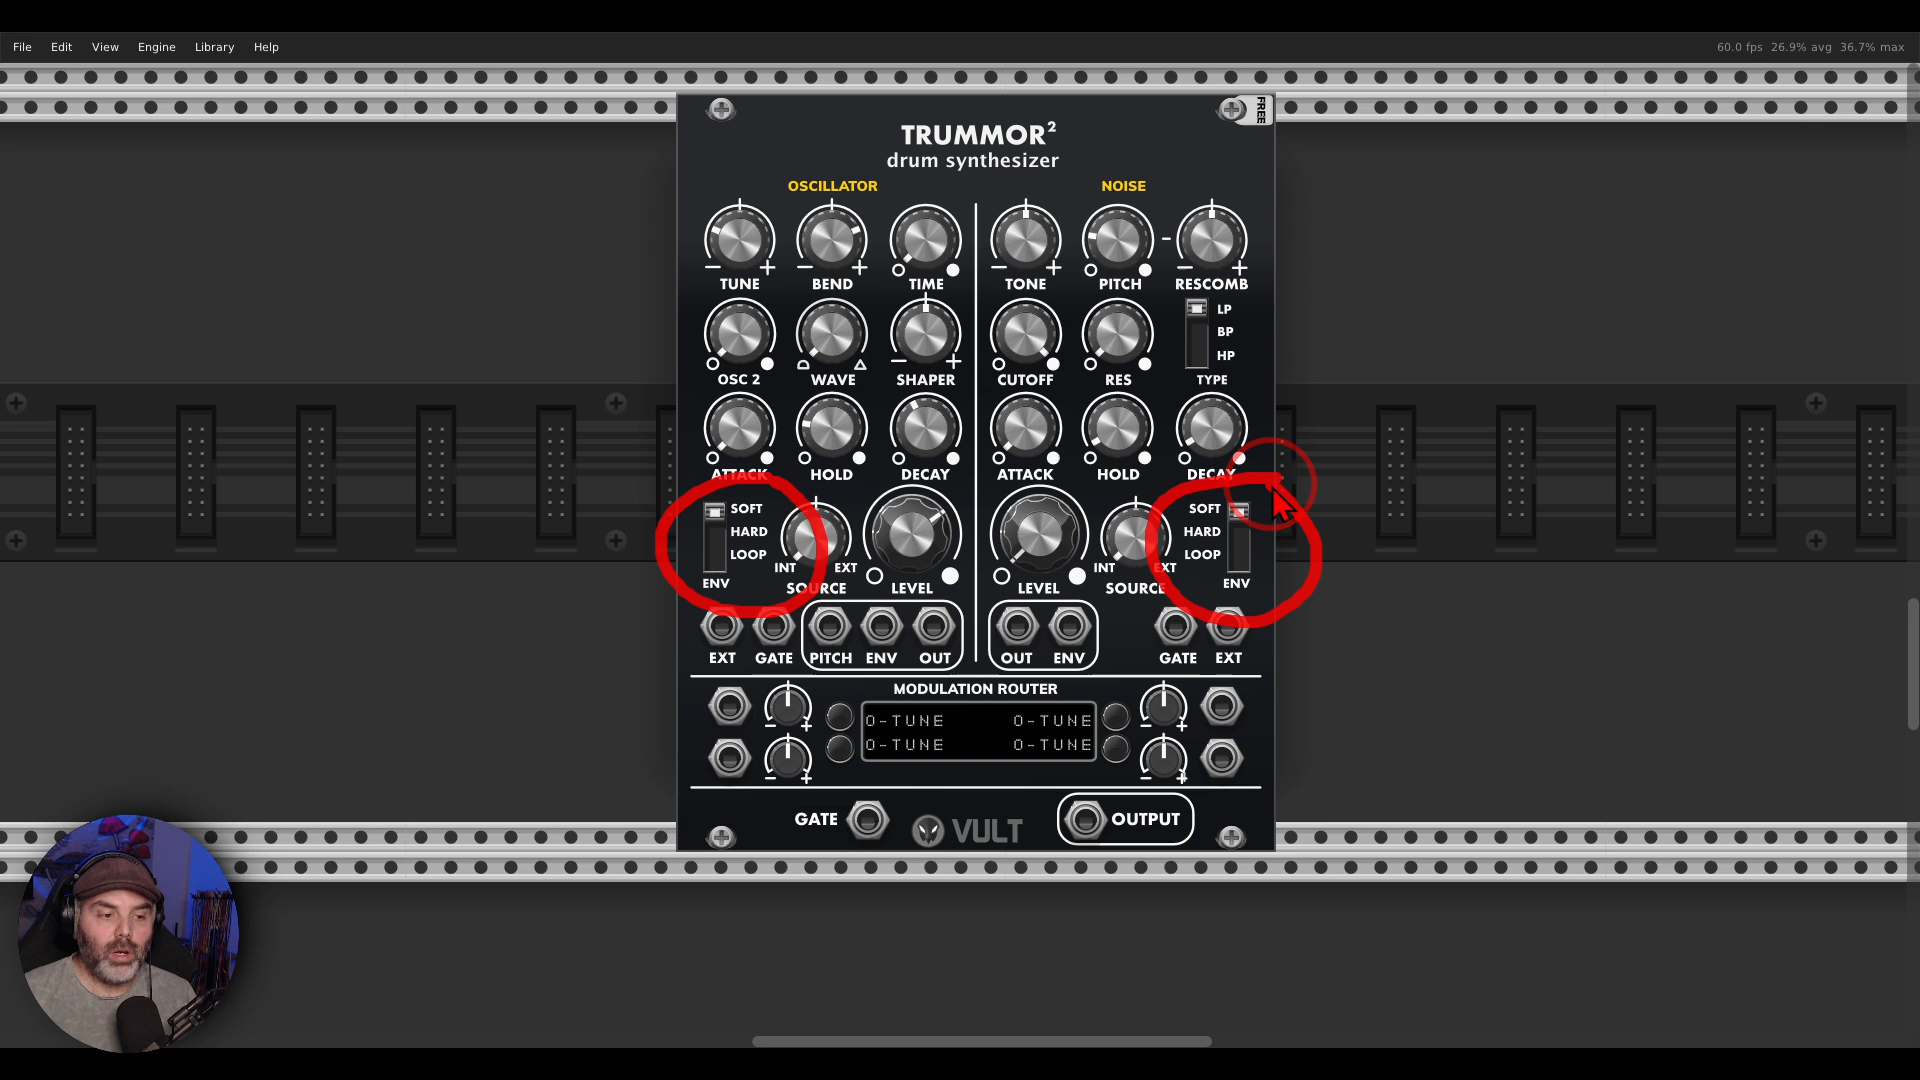 File Edit View Engine Library Help
60.0 fps 26.9% avg 36.7% max
FREE
TRUMMOR²
drum synthesizer
OSCILLATOR NOISE
TUNE BEND TIME TONE PITCH RESCOMB
LP
BP
HP
OSC 2 WAVE SHAPER CUTOFF RES TYPE
ATTACK HOLD DECAY ATTACK HOLD DECAY
SOFT SOFT
HARD HARD
LOOP LOOP
INT EXT INT EXT
ENV SOURCE LEVEL LEVEL SOURCE ENV
EXT GATE PITCH ENV OUT OUT ENV GATE EXT
MODULATION ROUTER
O-TUNE O-TUNE
O-TUNE O-TUNE
GATE VULT OUTPUT